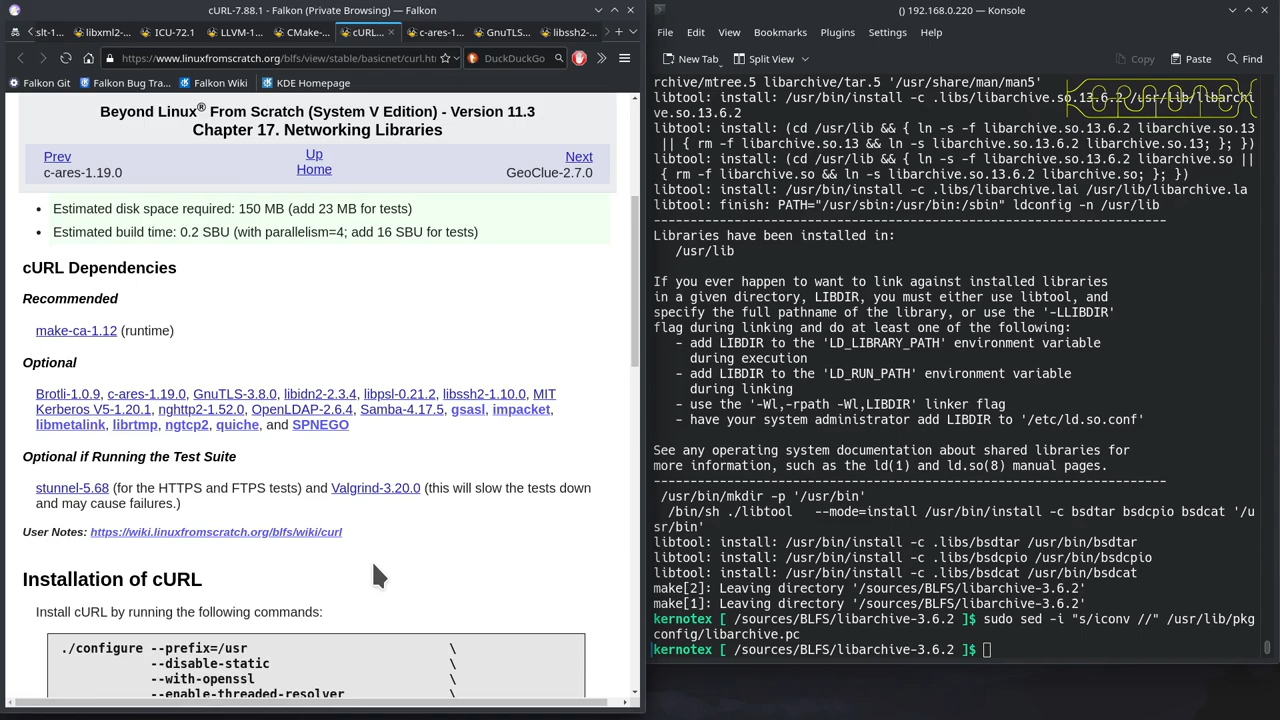 cURL-7.88.1 - Falkon (Private Browsing) — Falkon
slt-1....
libxml2-...
ICU-72.1
LLVM-1...
CMake-...
cURL...
c-ares-1...
GnuTLS...
libssh2-...
https://www.linuxfromscratch.org/blfs/view/stable/basicnet/curl.ht
DuckDuckGo
Falkon Git
Falkon Bug Tra...
Falkon Wiki
KDE Homepage
Beyond Linux® From Scratch (System V Edition) - Version 11.3
Chapter 17. Networking Libraries
Prev
Up
Next
c-ares-1.19.0
Home
GeoClue-2.7.0
• Estimated disk space required: 150 MB (add 23 MB for tests)
• Estimated build time: 0.2 SBU (with parallelism=4; add 16 SBU for tests)
cURL Dependencies
Recommended
make-ca-1.12 (runtime)
Optional
Brotli-1.0.9, c-ares-1.19.0, GnuTLS-3.8.0, libidn2-2.3.4, libpsl-0.21.2, libssh2-1.10.0, MIT
Kerberos V5-1.20.1, nghttp2-1.52.0, OpenLDAP-2.6.4, Samba-4.17.5, gsasl, impacket,
libmetalink, librtmp, ngtcp2, quiche, and SPNEGO
Optional if Running the Test Suite
stunnel-5.68 (for the HTTPS and FTPS tests) and Valgrind-3.20.0 (this will slow the tests down
and may cause failures.)
User Notes: https://wiki.linuxfromscratch.org/blfs/wiki/curl
Installation of cURL
Install cURL by running the following commands:
./configure --prefix=/usr \
--disable-static \
--with-openssl \
--enable-threaded-resolver \
() 192.168.0.220 — Konsole
File Edit View Bookmarks Plugins Settings Help
New Tab
Split View
Copy
Paste
Find
KERNOTEX
rchive/mtree.5 libarchive/tar.5 '/usr/share/man/man5'
libtool: install: /usr/bin/install -c .libs/libarchive.so.13.6.2 /usr/lib/libarchi
ve.so.13.6.2
libtool: install: (cd /usr/lib && { ln -s -f libarchive.so.13.6.2 libarchive.so.13
|| { rm -f libarchive.so.13 && ln -s libarchive.so.13.6.2 libarchive.so.13; }; })
libtool: install: (cd /usr/lib && { ln -s -f libarchive.so.13.6.2 libarchive.so ||
{ rm -f libarchive.so && ln -s libarchive.so.13.6.2 libarchive.so; }; })
libtool: install: /usr/bin/install -c .libs/libarchive.lai /usr/lib/libarchive.la
libtool: finish: PATH="/usr/sbin:/usr/bin:/sbin" ldconfig -n /usr/lib
----------------------------------------------------------------------
Libraries have been installed in:
/usr/lib
If you ever happen to want to link against installed libraries
in a given directory, LIBDIR, you must either use libtool, and
specify the full pathname of the library, or use the '-LLIBDIR'
flag during linking and do at least one of the following:
- add LIBDIR to the 'LD_LIBRARY_PATH' environment variable
during execution
- add LIBDIR to the 'LD_RUN_PATH' environment variable
during linking
- use the '-Wl,-rpath -Wl,LIBDIR' linker flag
- have your system administrator add LIBDIR to '/etc/ld.so.conf'
See any operating system documentation about shared libraries for
more information, such as the ld(1) and ld.so(8) manual pages.
----------------------------------------------------------------------
/usr/bin/mkdir -p '/usr/bin'
/bin/sh ./libtool --mode=install /usr/bin/install -c bsdtar bsdcpio bsdcat '/u
sr/bin'
libtool: install: /usr/bin/install -c .libs/bsdtar /usr/bin/bsdtar
libtool: install: /usr/bin/install -c .libs/bsdcpio /usr/bin/bsdcpio
libtool: install: /usr/bin/install -c .libs/bsdcat /usr/bin/bsdcat
make[2]: Leaving directory '/sources/BLFS/libarchive-3.6.2'
make[1]: Leaving directory '/sources/BLFS/libarchive-3.6.2'
kernotex [ /sources/BLFS/libarchive-3.6.2 ]$ sudo sed -i "s/iconv //" /usr/lib/pkg
config/libarchive.pc
kernotex [ /sources/BLFS/libarchive-3.6.2 ]$